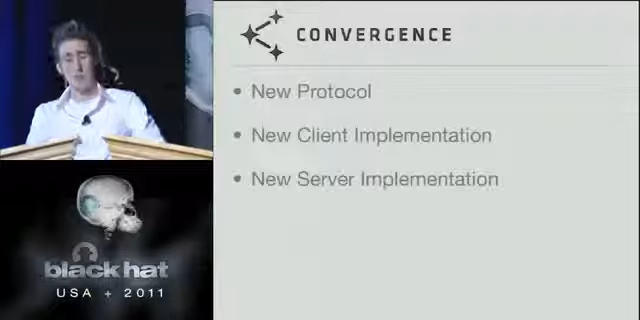 CONVERGENCE
• New Protocol
• New Client Implementation
• New Server Implementation
black hat
USA + 2011